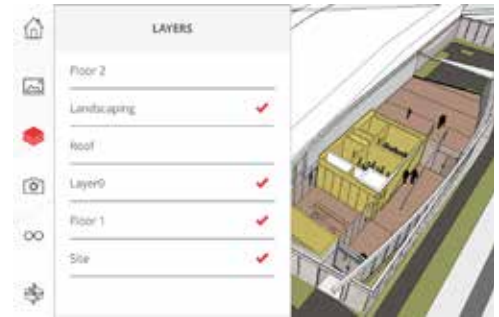 LAYERS
Floor 2
Landscaping
Roof
Layer0
Floor 1
Site